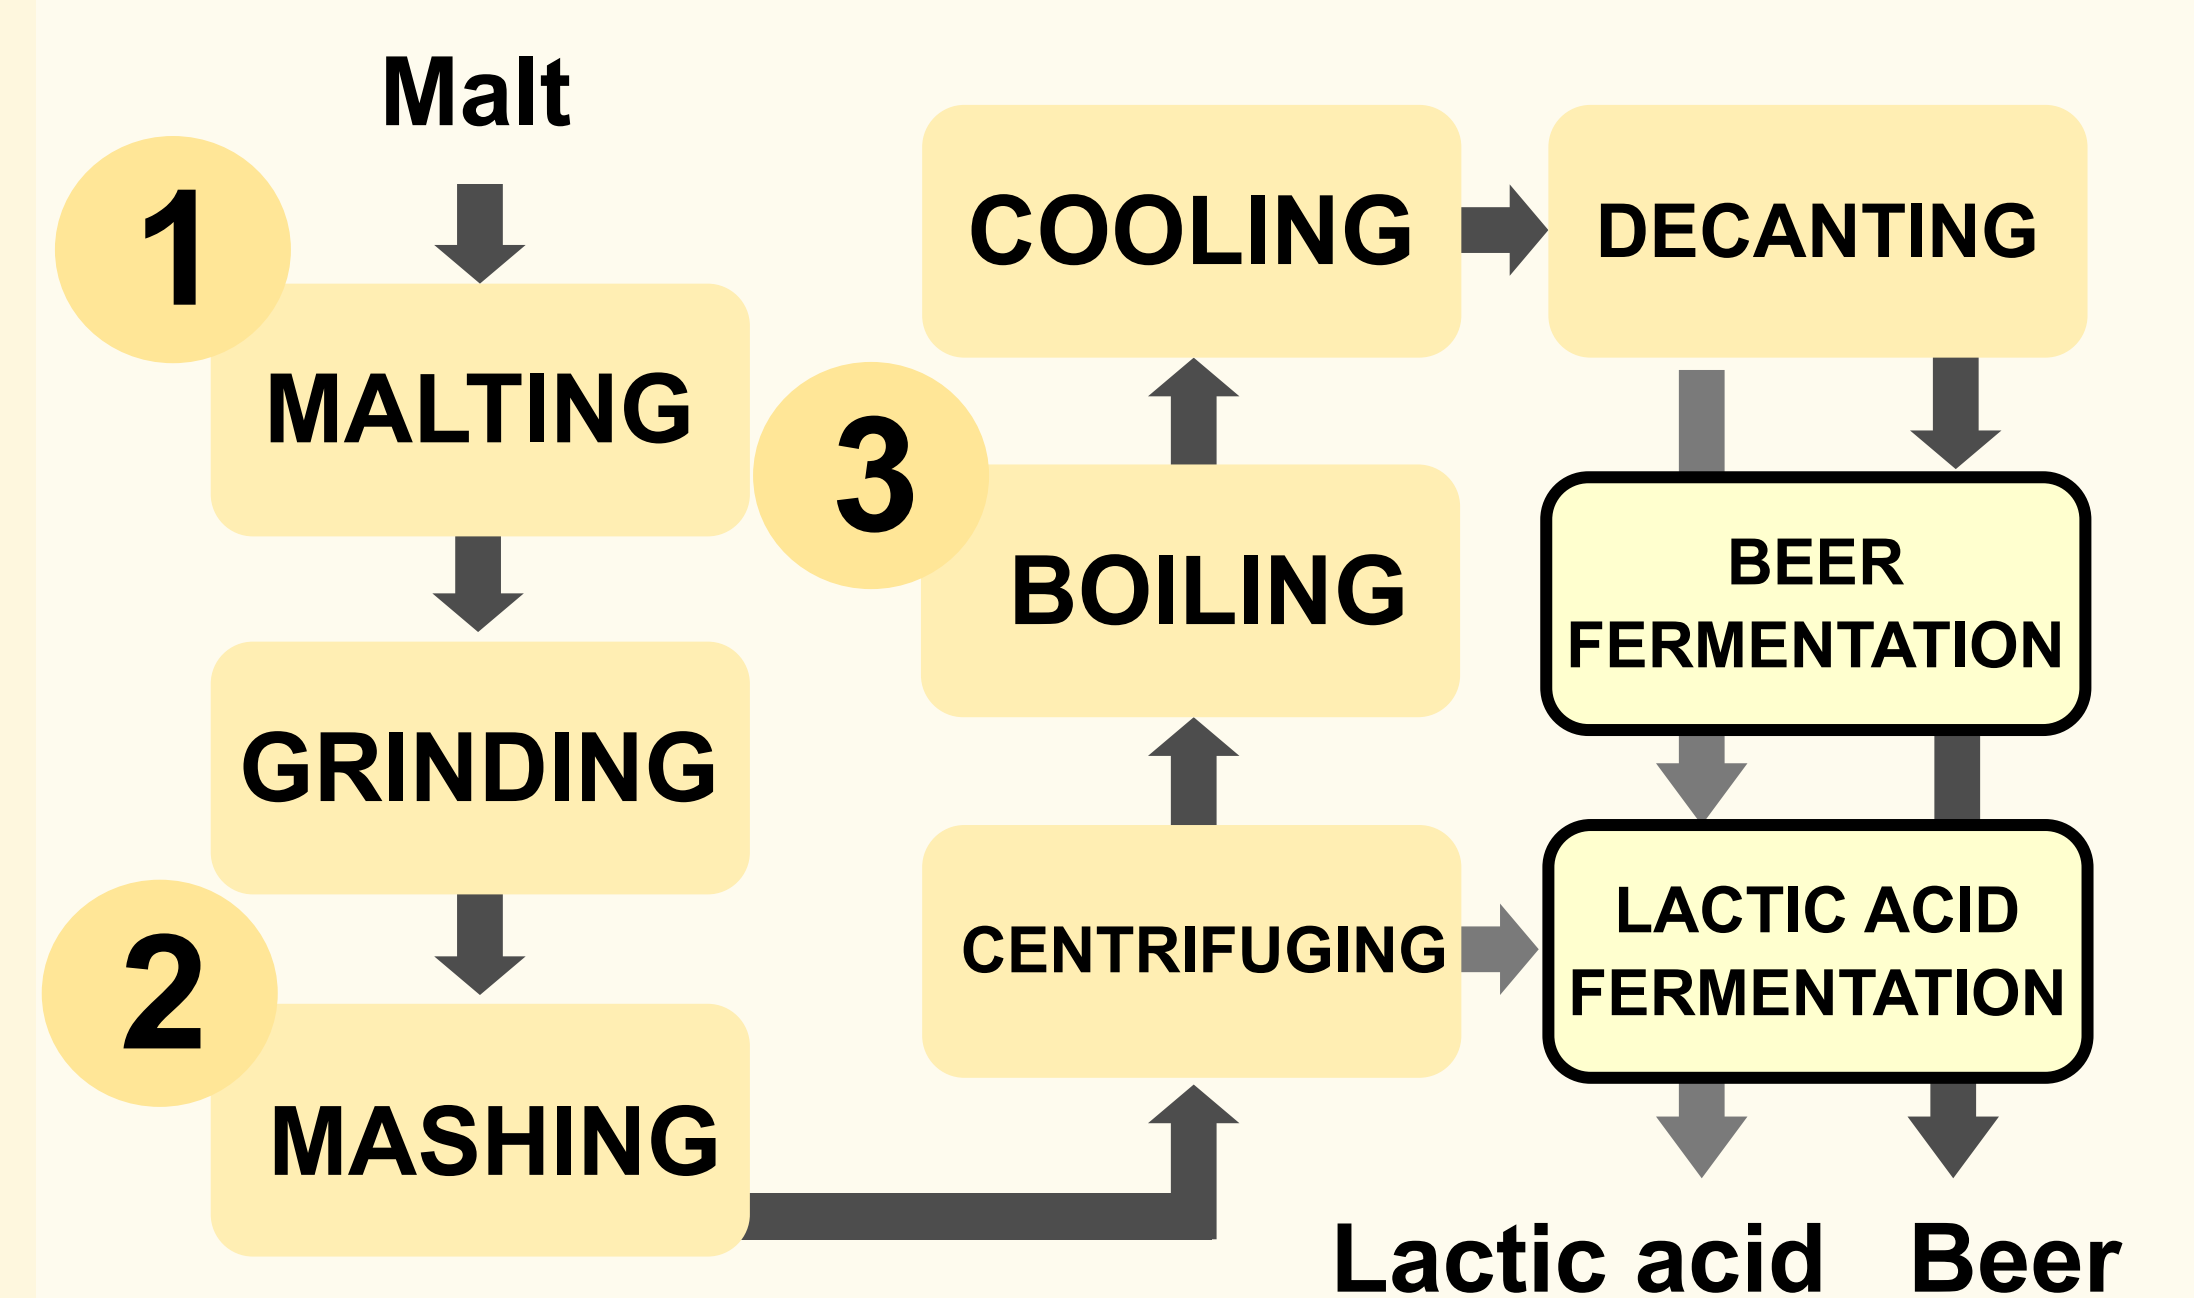 Malt
1
MALTING
GRINDING
2
MASHING
CENTRIFUGING
3
BOILING
COOLING
DECANTING
BEER
FERMENTATION
LACTIC ACID
FERMENTATION
Lactic acid
Beer